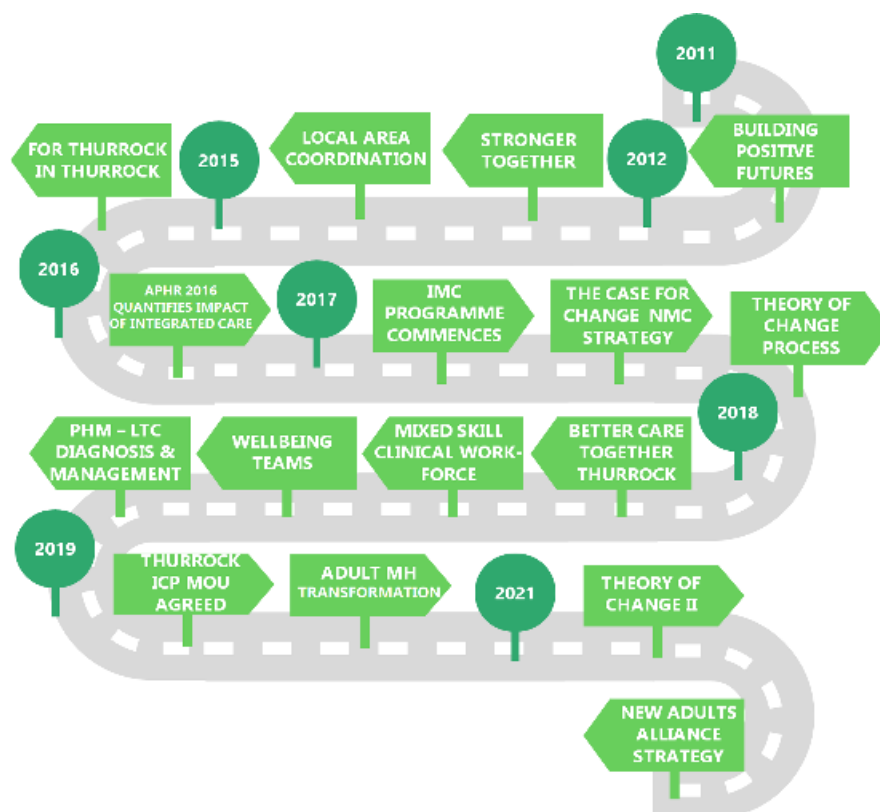 2011
BUILDING
POSITIVE
FUTURES
2012
STRONGER
TOGETHER
LOCAL AREA
COORDINATION
2015
FOR THURROCK
IN THURROCK
2016
APHR 2016
QUANTIFIES IMPACT
OF INTEGRATED CARE
2017
IMC
PROGRAMME
COMMENCES
THE CASE FOR
CHANGE NMC
STRATEGY
THEORY OF
CHANGE
PROCESS
2018
BETTER CARE
TOGETHER
THURROCK
MIXED SKILL
CLINICAL WORK-
FORCE
WELLBEING
TEAMS
PHM – LTC
DIAGNOSIS &
MANAGEMENT
2019
THURROCK
ICP MOU
AGREED
ADULT MH
TRANSFORMATION
2021
THEORY OF
CHANGE II
NEW ADULTS
ALLIANCE
STRATEGY